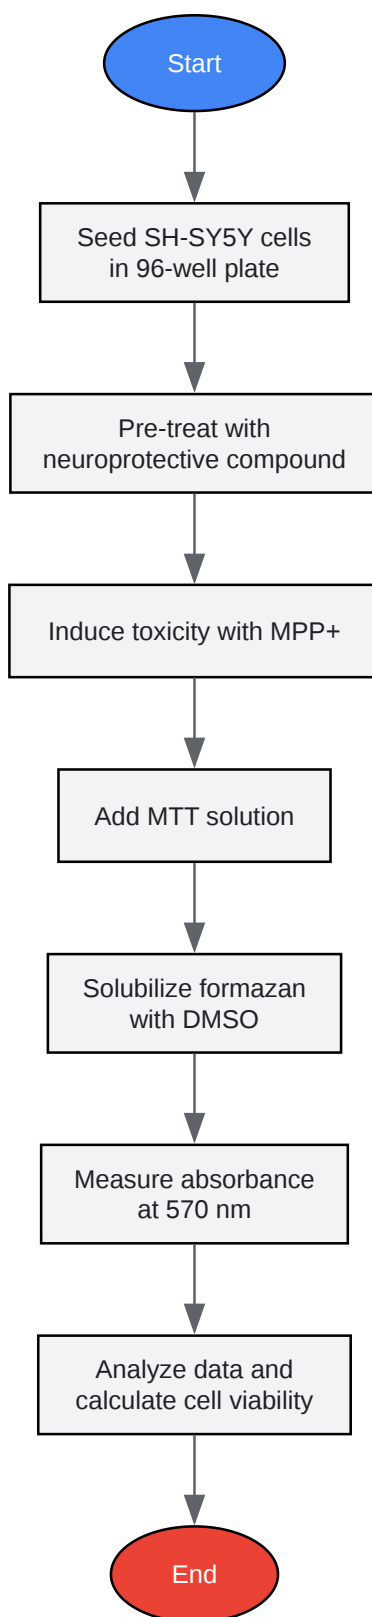 Start
Seed SH-SY5Y cells
in 96-well plate
Pre-treat with
neuroprotective compound
Induce toxicity with MPP+
Add MTT solution
Solubilize formazan
with DMSO
Measure absorbance
at 570 nm
Analyze data and
calculate cell viability
End